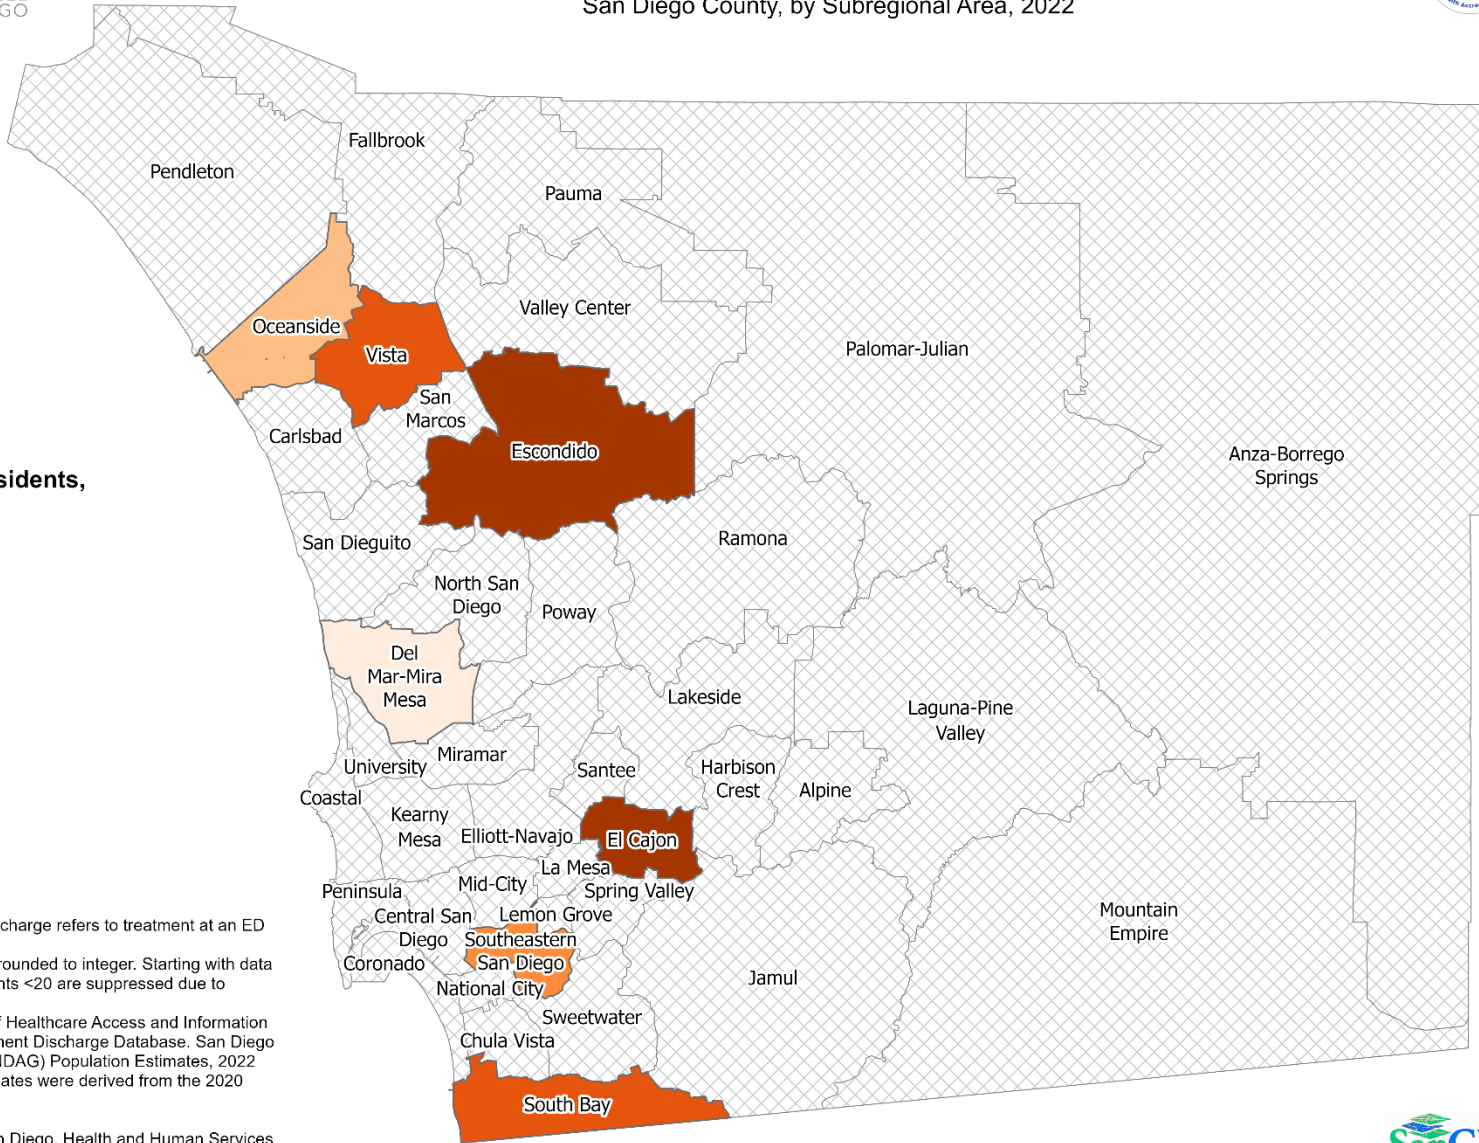 GO
San Diego County, by Subregional Area, 2022
Fallbrook
Pendleton
Pauma
Valley Center
Oceanside
Vista
Palomar-Julian
San
Marcos
Carlsbad
Escondido
Anza-Borrego
Springs
sidents,
Ramona
San Dieguito
North San
Diego
Poway
Del
Mar-Mira
Mesa
Lakeside
Laguna-Pine
Valley
Miramar
University
Santee
Harbison
Crest
Alpine
Coastal
Kearny
Mesa
Elliott-Navajo
El Cajon
La Mesa
Mid-City
Spring Valley
Peninsula
Central San
Diego
Lemon Grove
Mountain
Empire
Southeastern
San Diego
Coronado
Jamul
National City
Sweetwater
Chula Vista
South Bay
charge refers to treatment at an ED
rounded to integer. Starting with data
nts <20 are suppressed due to
f Healthcare Access and Information
nent Discharge Database. San Diego
NDAG) Population Estimates, 2022
ates were derived from the 2020
n Diego, Health and Human Services